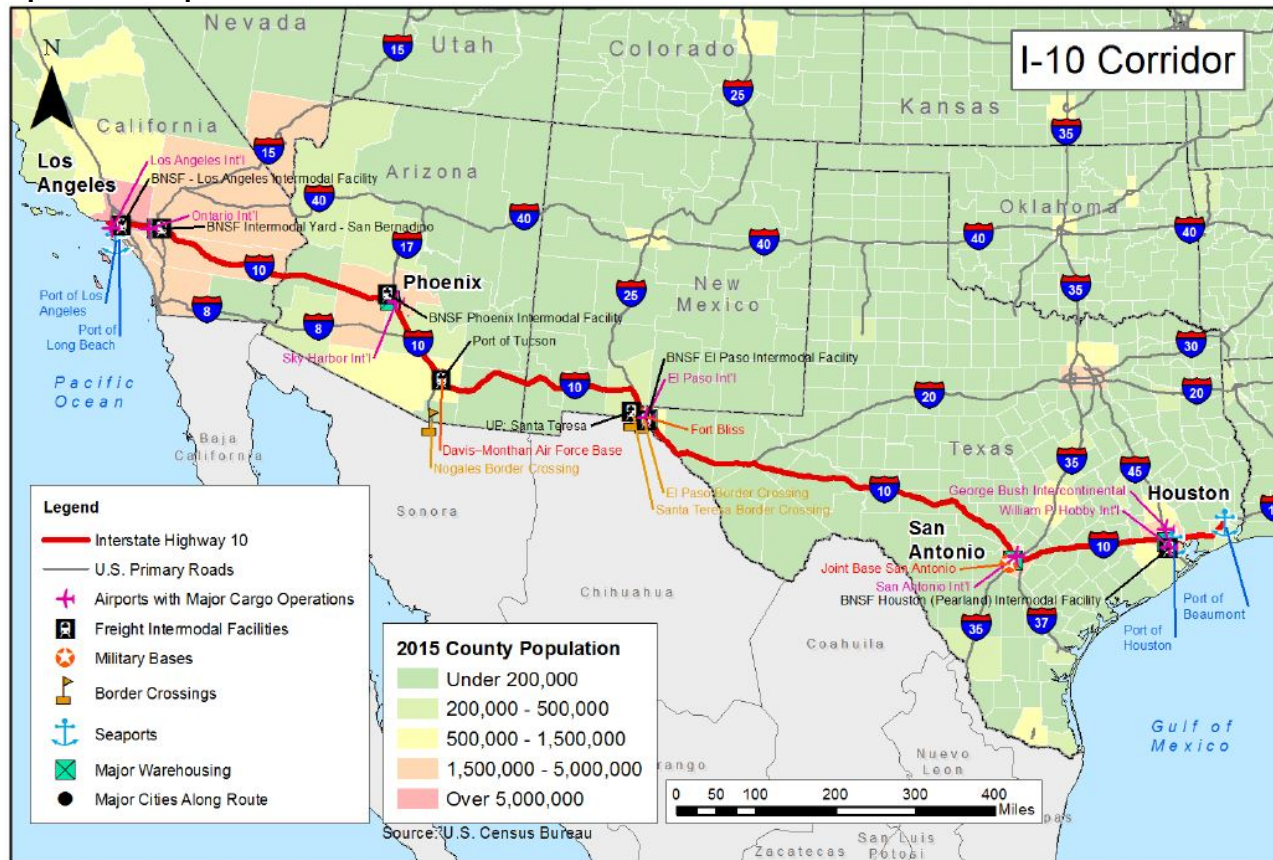 I-10 Corridor
N
Nevada
Utah
Colorado
Kansas
California
Arizona
New
Mexico
Oklahoma
Texas
15
15
25
35
40
40
40
40
40
17
25
35
10
8
8
10
10
10
10
20
20
30
35
45
35
37
Los
Angeles
Los Angeles Int'l
BNSF - Los Angeles Intermodal Facility
Ontario Int'l
BNSF Intermodal Yard - San Bernadino
Port of Los
Angeles
Port of
Long Beach
Pacific
Ocean
Baja
California
Phoenix
BNSF Phoenix Intermodal Facility
Sky Harbor Int'l
Port of Tucson
Davis-Monthan Air Force Base
Nogales Border Crossing
UP: Santa Teresa
BNSF El Paso Intermodal Facility
El Paso Int'l
Fort Bliss
El Paso Border Crossing
Santa Teresa Border Crossing
Sonora
Chihuahua
Coahuila
Nuevo
Leon
Zacatecas
San Luis
Potosi
San
Antonio
Joint Base San Antonio
San Antonio Int'l
BNSF Houston (Pearland) Intermodal Facility
George Bush Intercontinental
William P. Hobby Int'l
Houston
Port of
Houston
Port of
Beaumont
Gulf of
Mexico
Legend
Interstate Highway 10
U.S. Primary Roads
Airports with Major Cargo Operations
Freight Intermodal Facilities
Military Bases
Border Crossings
Seaports
Major Warehousing
Major Cities Along Route
2015 County Population
Under 200,000
200,000 - 500,000
500,000 - 1,500,000
1,500,000 - 5,000,000
Over 5,000,000
Source: U.S. Census Bureau
0 50 100 200 300 400
Miles